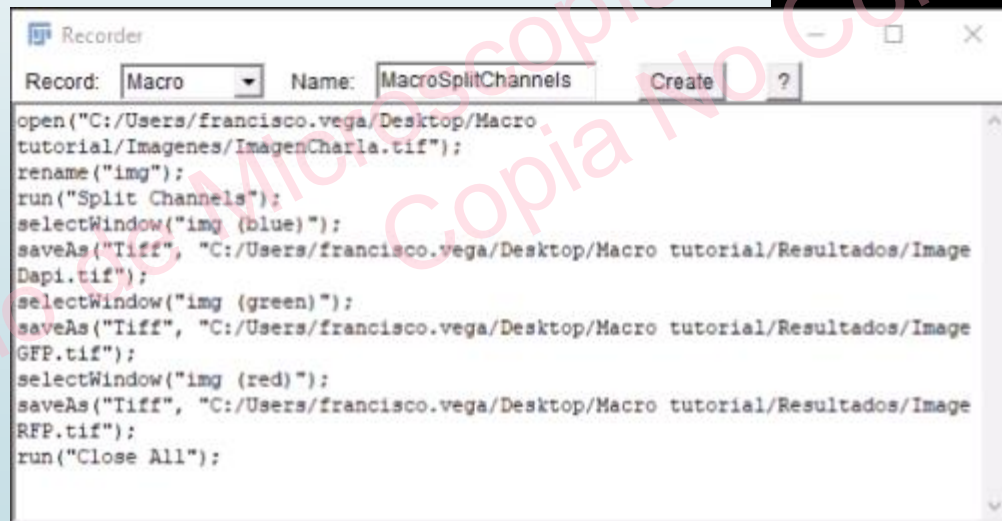 Recorder
Record: Macro Name: MacroSplitChannels Create ?
open("C:/Users/francisco.vega/Desktop/Macro
tutorial/Imagenes/ImagenCharla.tif");
rename("img");
run("Split Channels");
selectWindow("img (blue)");
saveAs("Tiff", "C:/Users/francisco.vega/Desktop/Macro tutorial/Resultados/Image
Dapi.tif");
selectWindow("img (green)");
saveAs("Tiff", "C:/Users/francisco.vega/Desktop/Macro tutorial/Resultados/Image
GFP.tif");
selectWindow("img (red)");
saveAs("Tiff", "C:/Users/francisco.vega/Desktop/Macro tutorial/Resultados/Image
RFP.tif");
run("Close All");
de Microscopi
Copia No Co